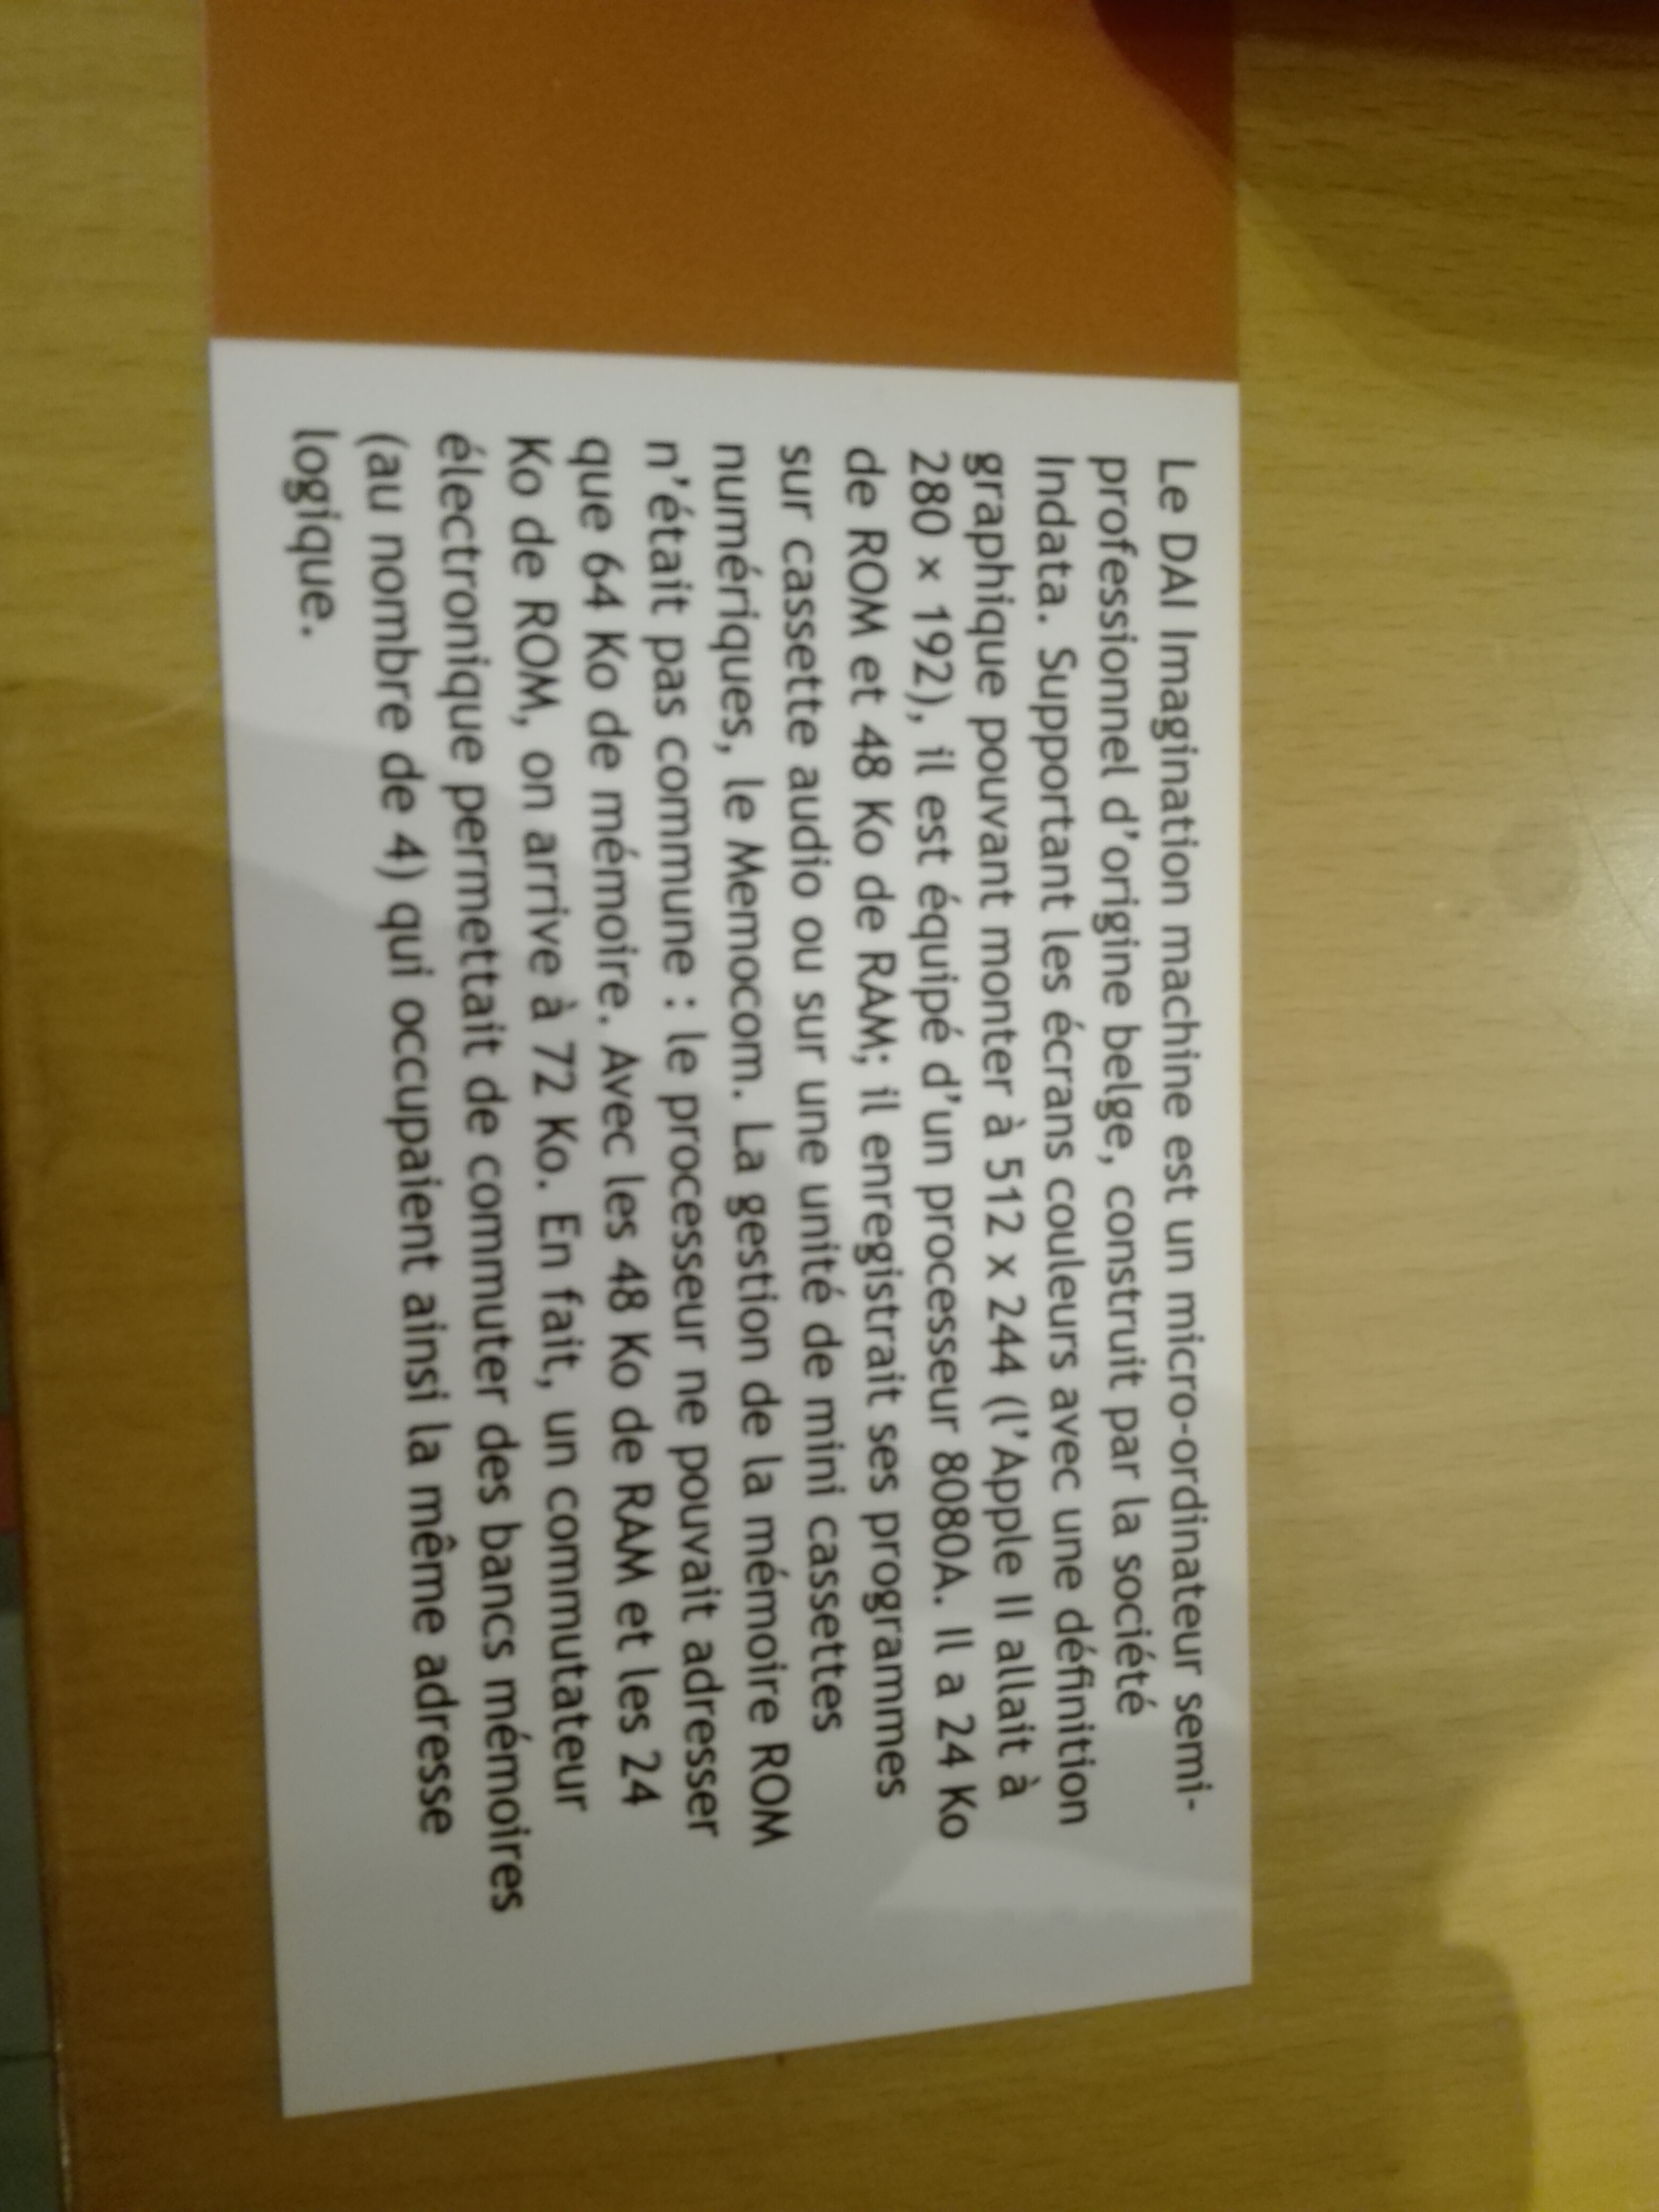 Le DAI Imagination machine est un micro-ordinateur semi-
professionnel d'origine belge, construit par la société
Indata. Supportant les écrans couleurs avec une définition
graphique pouvant monter à 512 x 244 (l'Apple II allait à
280 x 192), il est équipé d'un processeur 8080A. Il a 24 Ko
de ROM et 48 Ko de RAM; il enregistrait ses programmes
sur cassette audio ou sur une unité de mini cassettes
numériques, le Memocom. La gestion de la mémoire ROM
n'était pas commune : le processeur ne pouvait adresser
que 64 Ko de mémoire. Avec les 48 Ko de RAM et les 24
Ko de ROM, on arrive à 72 Ko. En fait, un commutateur
électronique permettait de commuter des bancs mémoires
(au nombre de 4) qui occupaient ainsi la même adresse
logique.